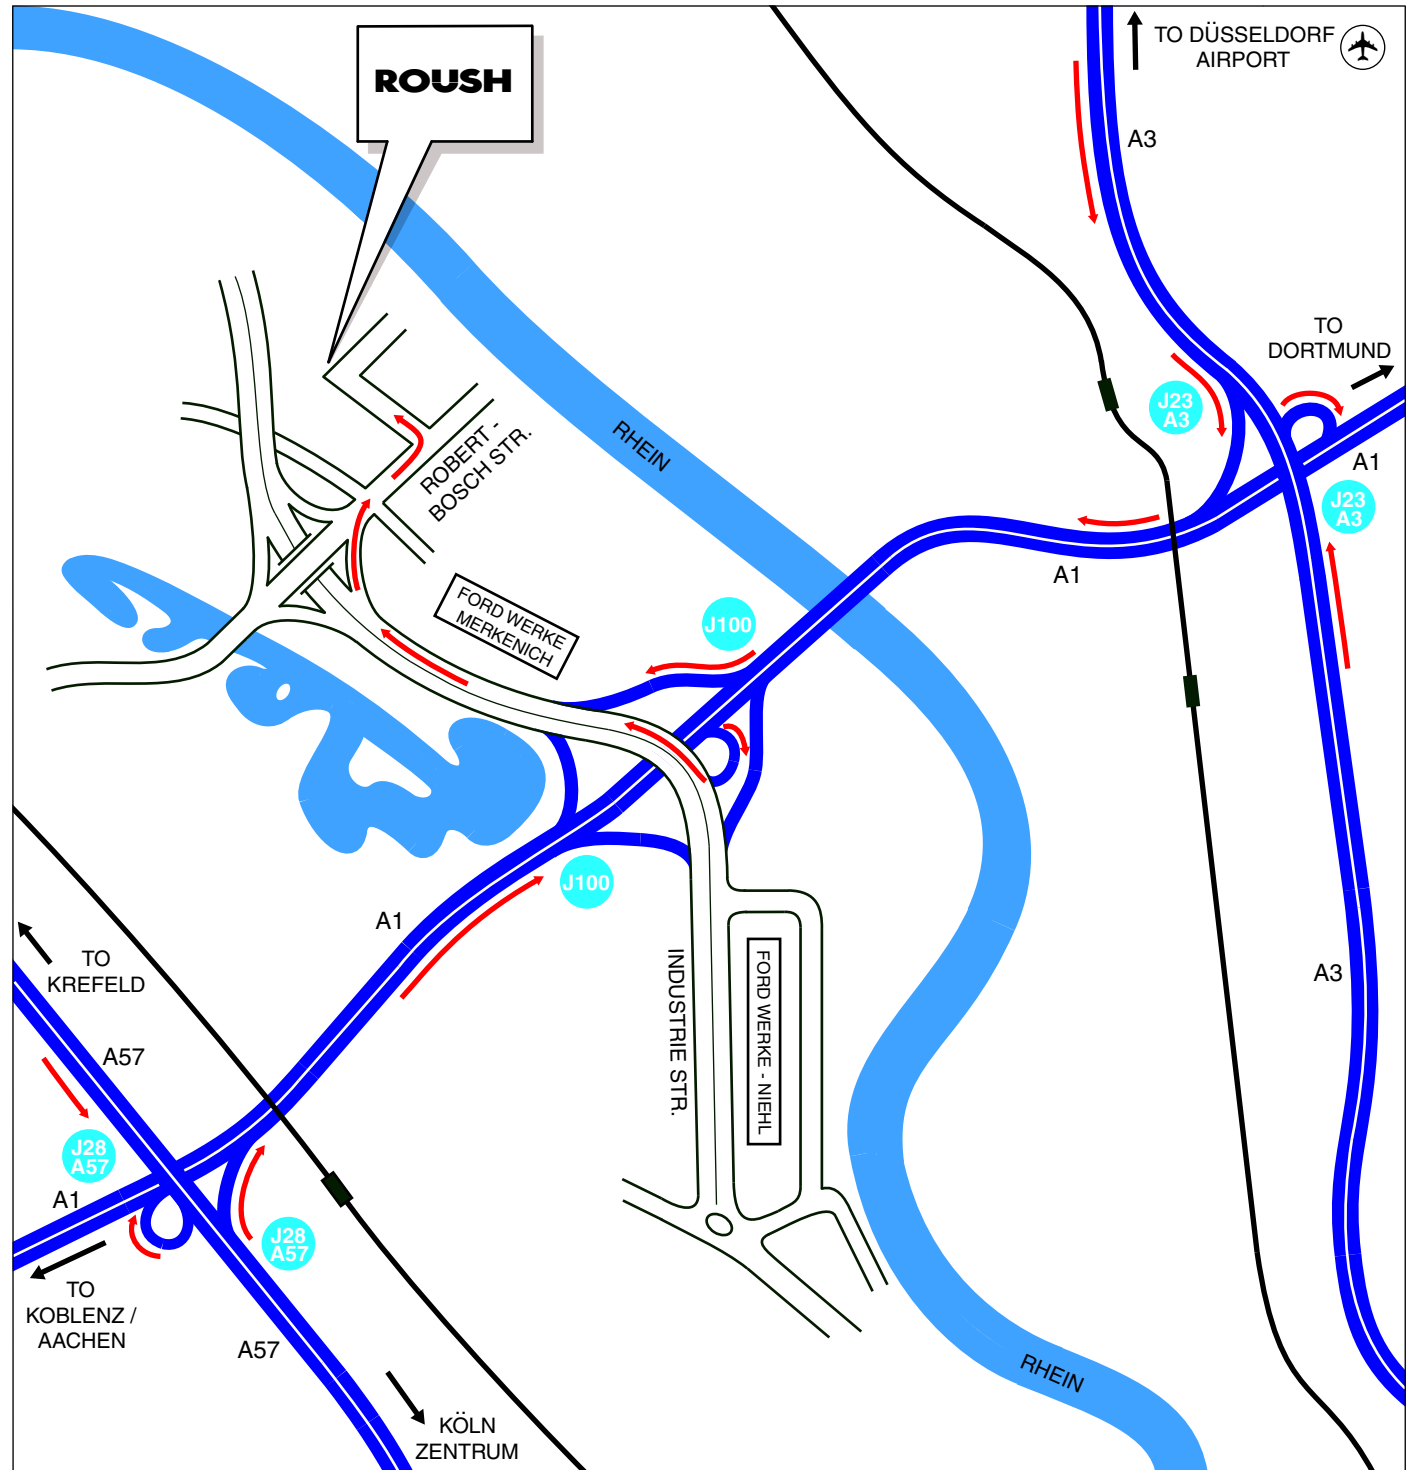 ROUSH
TO DÜSSELDORF
AIRPORT
A3
TO
DORTMUND
J23
A3
A1
J23
A3
RHEIN
ROBERT -
BOSCH STR.
A1
FORD WERKE
MERKENICH
J100
J100
A1
INDUSTRIE STR.
FORD WERKE - NIEHL
A3
TO
KREFELD
A57
J28
A57
A1
J28
A57
TO
KOBLENZ /
AACHEN
A57
KÖLN
ZENTRUM
RHEIN